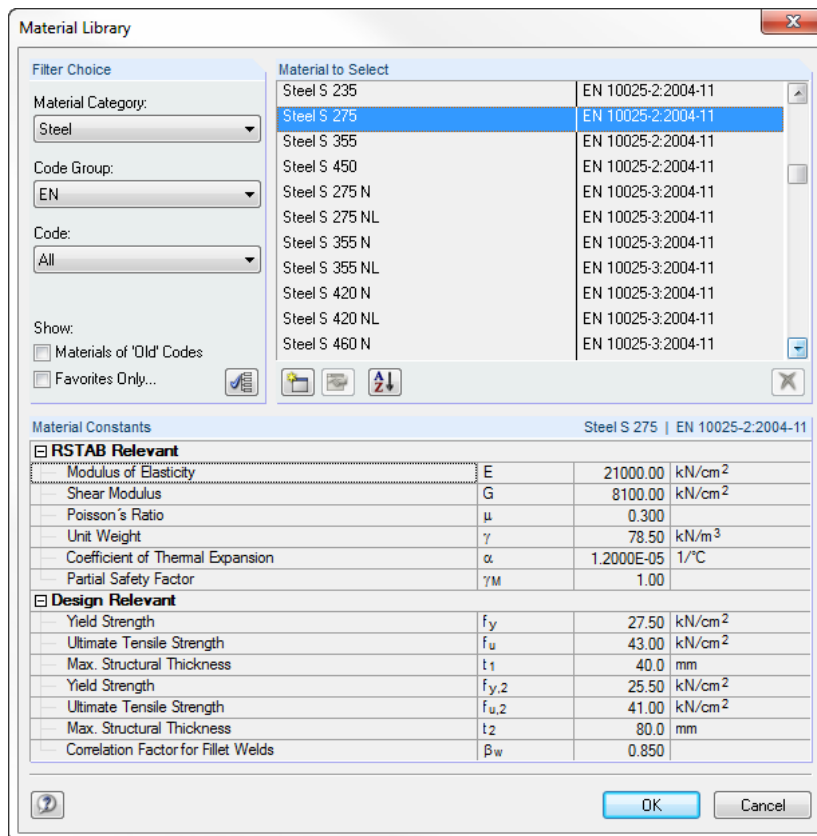 Material Library
Filter Choice
Material Category:
Steel
Code Group:
EN
Code:
All
Show:
Materials of 'Old' Codes
Favorites Only...
Material to Select
Steel S 235 EN 10025-2:2004-11
Steel S 275 EN 10025-2:2004-11
Steel S 355 EN 10025-2:2004-11
Steel S 450 EN 10025-2:2004-11
Steel S 275 N EN 10025-3:2004-11
Steel S 275 NL EN 10025-3:2004-11
Steel S 355 N EN 10025-3:2004-11
Steel S 355 NL EN 10025-3:2004-11
Steel S 420 N EN 10025-3:2004-11
Steel S 420 NL EN 10025-3:2004-11
Steel S 460 N EN 10025-3:2004-11
A
Z
Material Constants Steel S 275 | EN 10025-2:2004-11
RSTAB Relevant
Modulus of Elasticity E 21000.00 kN/cm²
Shear Modulus G 8100.00 kN/cm²
Poisson´s Ratio μ 0.300
Unit Weight γ 78.50 kN/m³
Coefficient of Thermal Expansion α 1.2000E-05 1/°C
Partial Safety Factor γM 1.00
Design Relevant
Yield Strength fy 27.50 kN/cm²
Ultimate Tensile Strength fu 43.00 kN/cm²
Max. Structural Thickness t1 40.0 mm
Yield Strength fy,2 25.50 kN/cm²
Ultimate Tensile Strength fu,2 41.00 kN/cm²
Max. Structural Thickness t2 80.0 mm
Correlation Factor for Fillet Welds βw 0.850
OK
Cancel